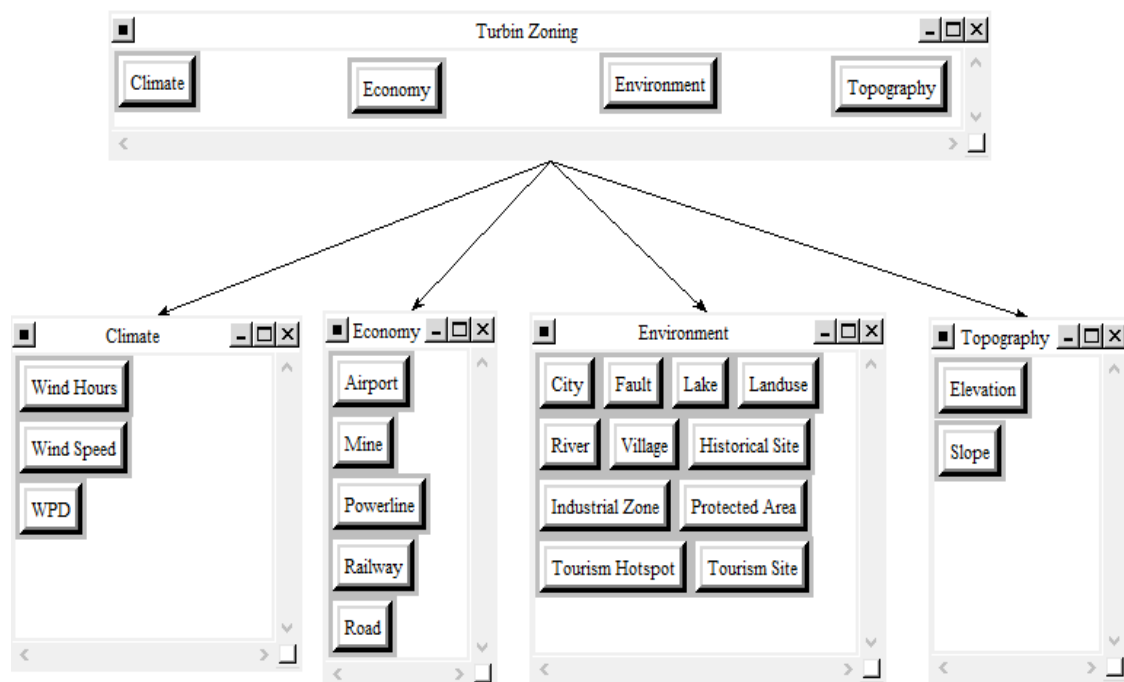 Turbin Zoning
Climate
Economy
Environment
Topography
Climate
Wind Hours
Wind Speed
WPD
Economy
Airport
Mine
Powerline
Railway
Road
Environment
City Fault Lake Landuse
River Village Historical Site
Industrial Zone Protected Area
Tourism Hotspot Tourism Site
Topography
Elevation
Slope